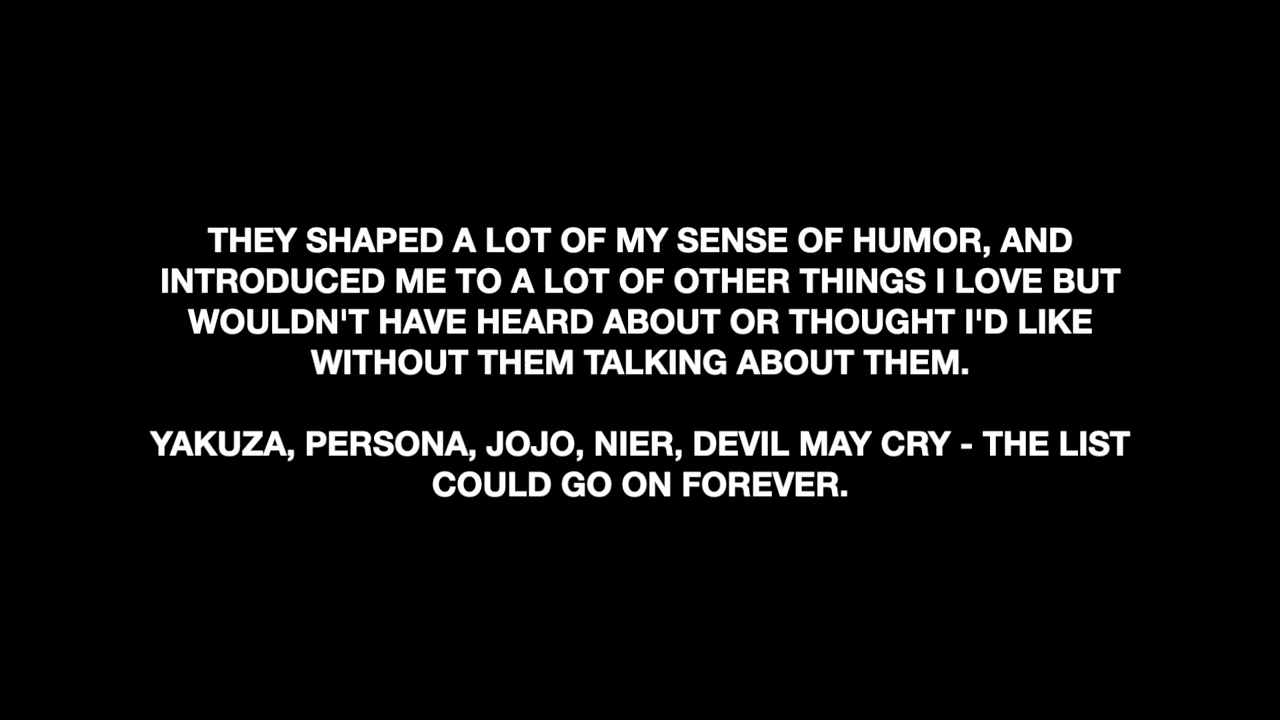 THEY SHAPED A LOT OF MY SENSE OF HUMOR, AND
INTRODUCED ME TO A LOT OF OTHER THINGS I LOVE BUT
WOULDN'T HAVE HEARD ABOUT OR THOUGHT I'D LIKE
WITHOUT THEM TALKING ABOUT THEM.
YAKUZA, PERSONA, JOJO, NIER, DEVIL MAY CRY - THE LIST
COULD GO ON FOREVER.